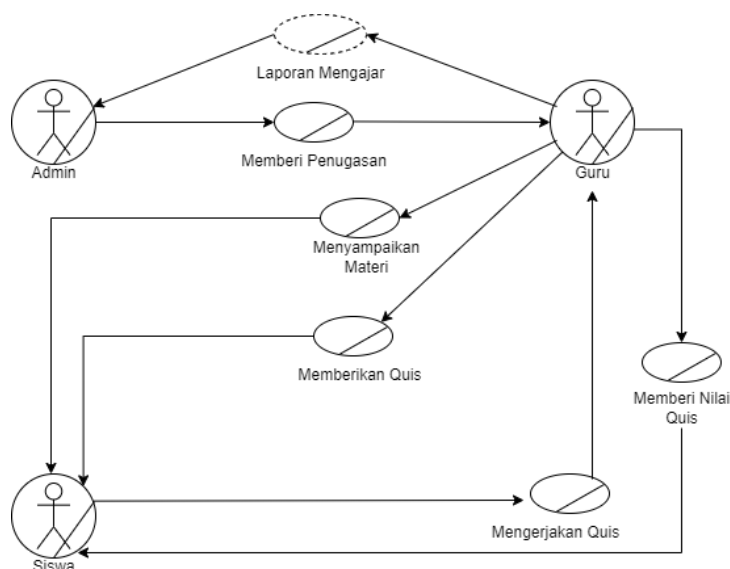 Laporan Mengajar
Memberi Penugasan
Admin
Guru
Menyampaikan
Materi
Memberikan Quis
Memberi Nilai
Quis
Mengerjakan Quis
Siswa